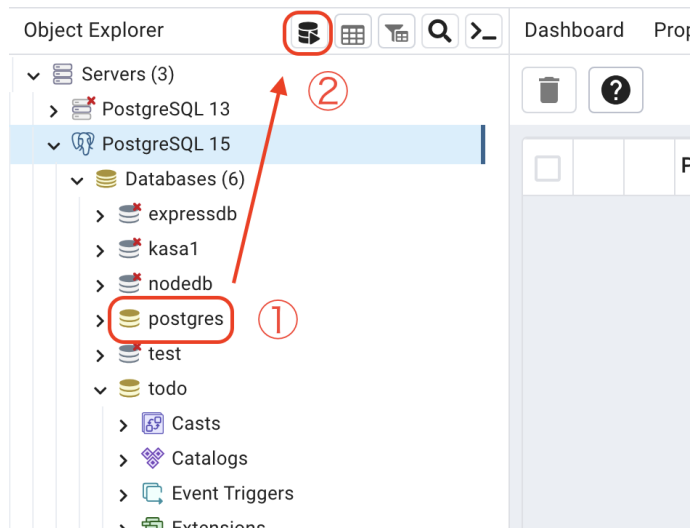 Object Explorer
Dashboard
②
Servers (3)
PostgreSQL 13
PostgreSQL 15
Databases (6)
expressdb
kasa1
nodedb
postgres
①
test
todo
Casts
Catalogs
Event Triggers
Extensions